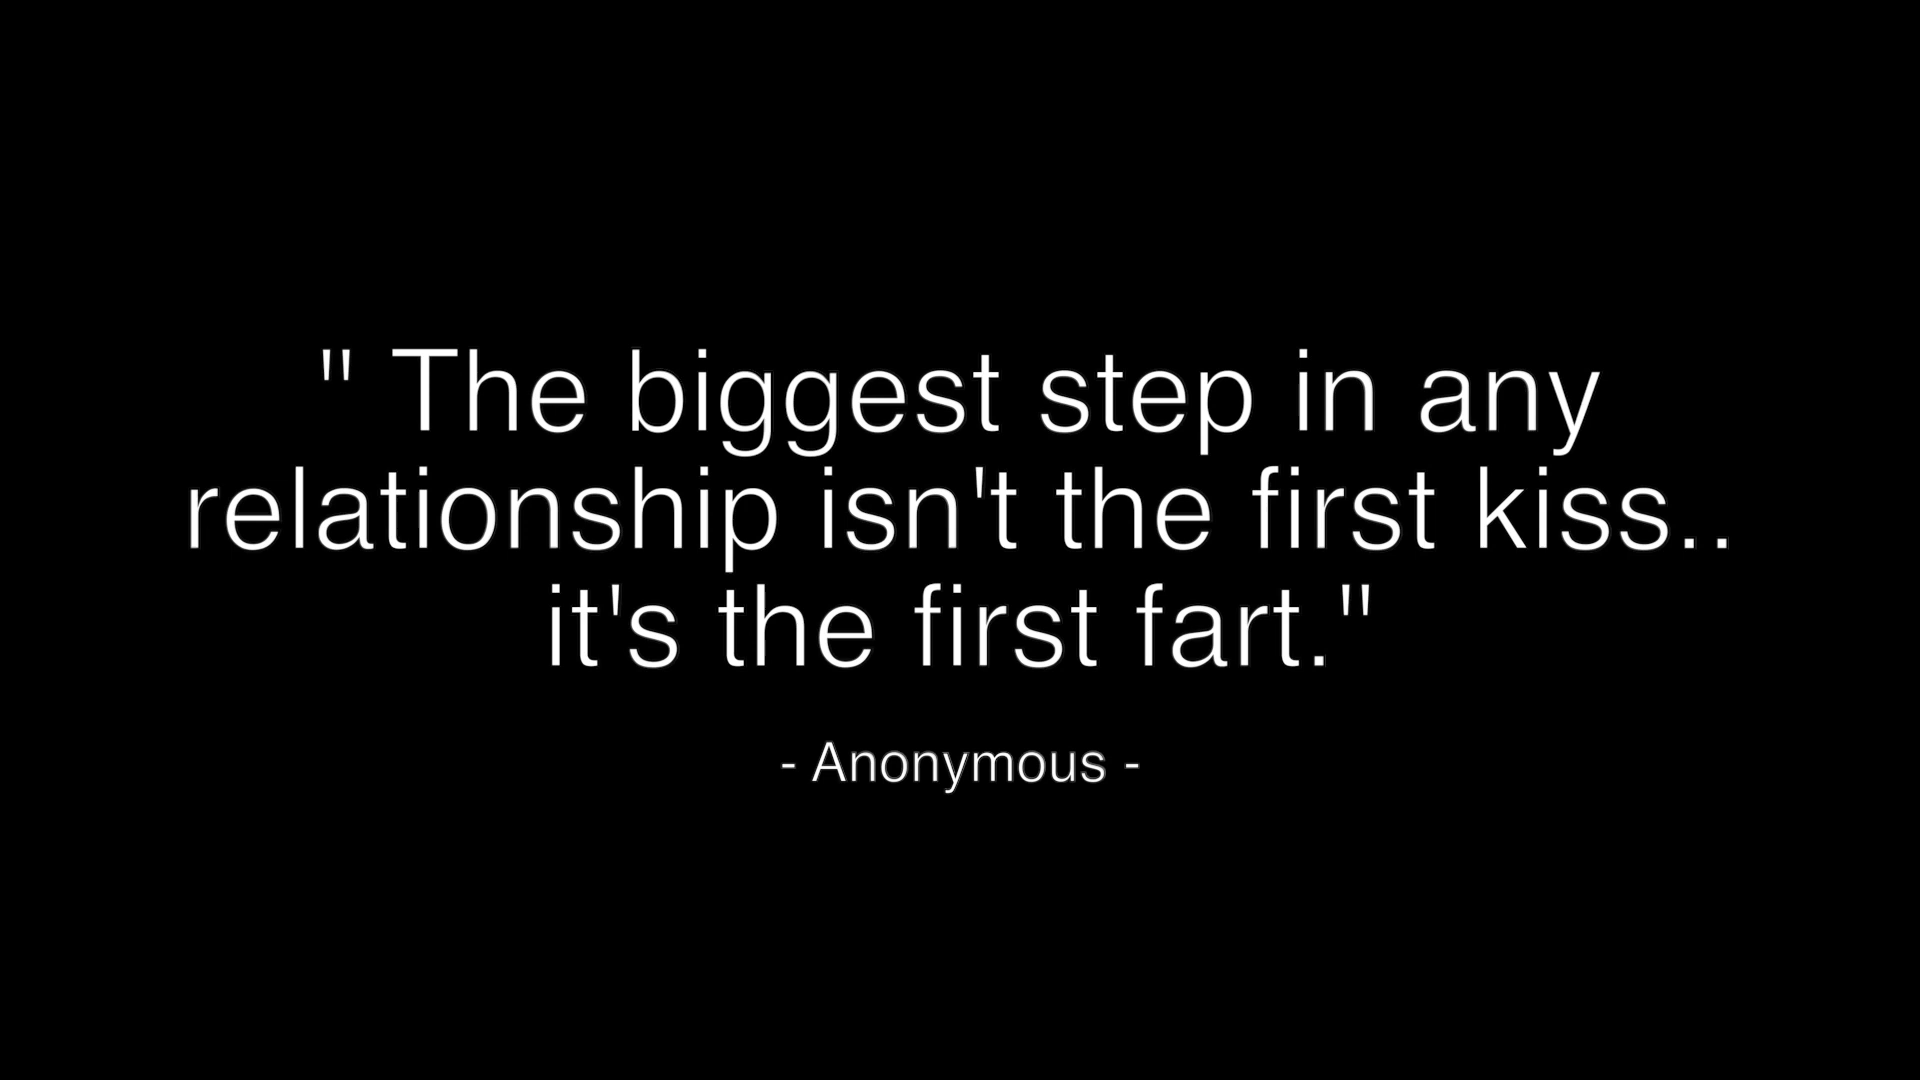 " The biggest step in any
relationship isn't the first kiss..
it's the first fart."
- Anonymous -